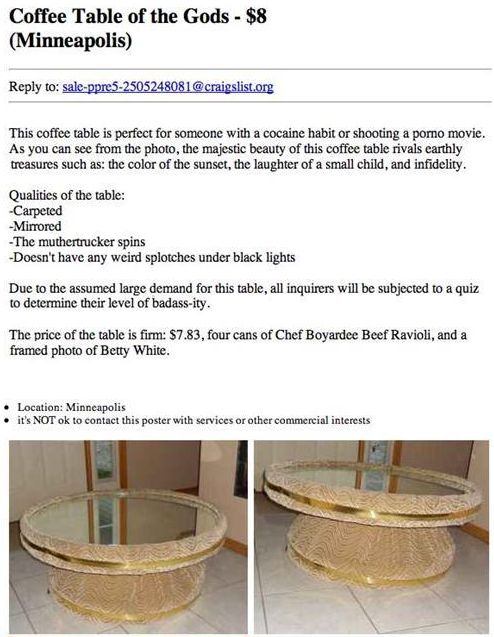 Coffee Table of the Gods - $8
(Minneapolis)
Reply to: sale-ppre5-2505248081@craigslist.org
This coffee table is perfect for someone with a cocaine habit or shooting a porno movie.
As you can see from the photo, the majestic beauty of this coffee table rivals earthly
treasures such as: the color of the sunset, the laughter of a small child, and infidelity.
Qualities of the table:
-Carpeted
-Mirrored
-The muthertrucker spins
-Doesn't have any weird splotches under black lights
Due to the assumed large demand for this table, all inquirers will be subjected to a quiz
to determine their level of badass-ity.
The price of the table is firm: $7.83, four cans of Chef Boyardee Beef Ravioli, and a
framed photo of Betty White.
• Location: Minneapolis
• it's NOT ok to contact this poster with services or other commercial interests